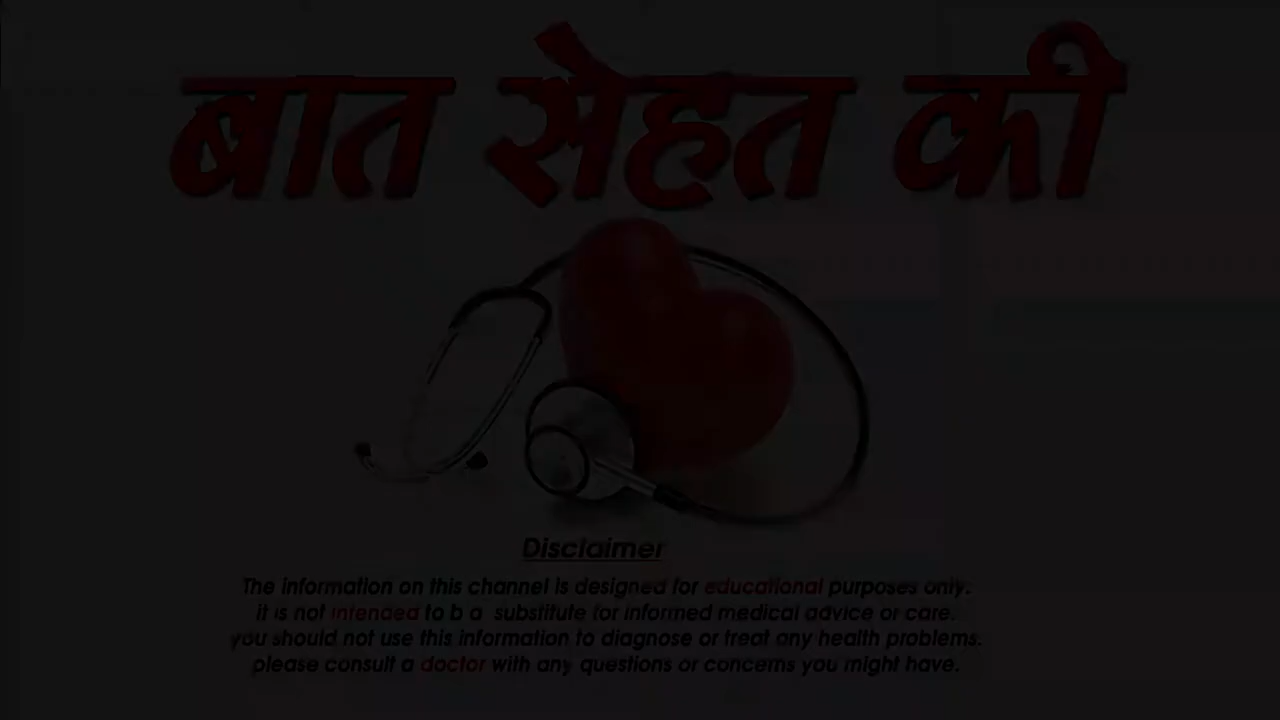 बात सेहत की
Disclaimer
The information on this channel is designed for educational purposes only.
it is not intended to b a substitute for informed medical advice or care.
you should not use this information to diagnose or treat any health problems.
please consult a doctor with any questions or concerns you might have.